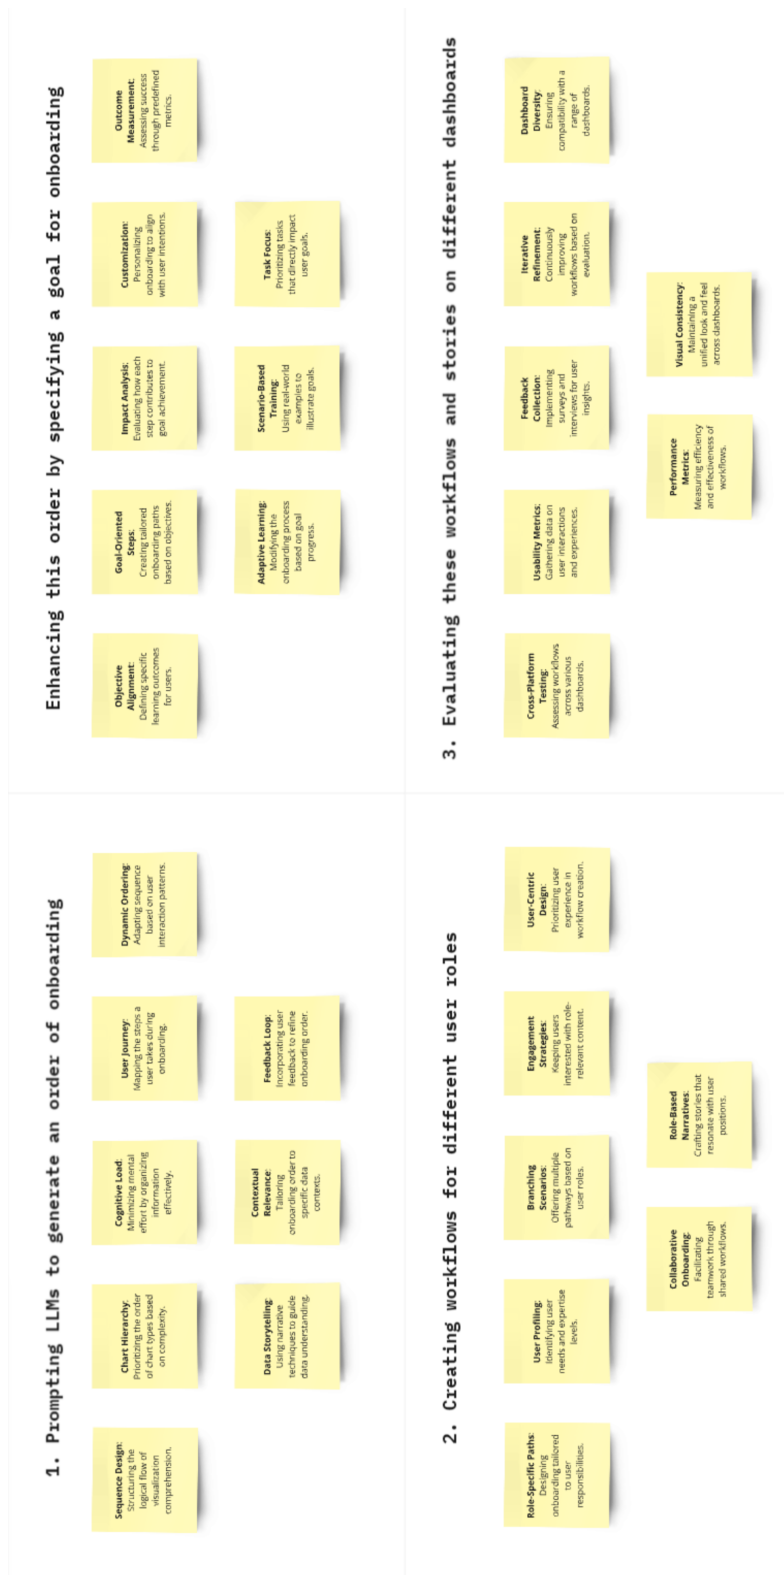 1. Prompting LLMs to generate an order of onboarding
Sequence Design:
Structuring the
logical flow of
visualization
comprehension.
Chart Hierarchy:
Prioritizing the order
of chart types based
on complexity.
Cognitive Load:
Minimizing mental
effort by organizing
information
effectively.
User Journey:
Mapping the steps a
user takes during
onboarding.
Dynamic Ordering:
Adapting sequence
based on user
interaction patterns.
Data Storytelling:
Using narrative
techniques to guide
data understanding.
Contextual
Relevance:
Tailoring
onboarding order to
specific data
contexts.
Feedback Loop:
Incorporating user
feedback to refine
onboarding order.
Enhancing this order by specifying a goal for onboarding
Objective
Alignment:
Defining specific
learning outcomes
for users.
Goal-Oriented
Steps:
Creating tailored
onboarding paths
based on objectives.
Impact Analysis:
Evaluating how each
step contributes to
goal achievement.
Customization:
Personalizing
onboarding to align
with user intentions.
Outcome
Measurement:
Assessing success
through predefined
metrics.
Adaptive Learning:
Modifying the
onboarding process
based on goal
progress.
Scenario-Based
Training:
Using real-world
examples to
illustrate goals.
Task Focus:
Prioritizing tasks
that directly impact
user goals.
2. Creating workflows for different user roles
Role-Specific Paths:
Designing
onboarding tailored
to user
responsibilities.
User Profiling:
Identifying user
needs and expertise
levels.
Branching
Scenarios:
Offering multiple
pathways based on
user roles.
Engagement
Strategies:
Keeping users
interested with role-
relevant content.
User-Centric
Design:
Prioritizing user
experience in
workflow creation.
Collaborative
Onboarding:
Facilitating
teamwork through
shared workflows.
Role-Based
Narratives:
Crafting stories that
resonate with user
positions.
3. Evaluating these workflows and stories on different dashboards
Cross-Platform
Testing:
Assessing workflows
across various
dashboards.
Usability Metrics:
Gathering data on
user interactions
and experiences.
Feedback
Collection:
Implementing
surveys and
interviews for user
insights.
Iterative
Refinement:
Continuously
improving
workflows based on
evaluation.
Dashboard
Diversity:
Ensuring
compatibility with a
range of
dashboards.
Performance
Metrics:
Measuring efficiency
and effectiveness of
workflows.
Visual Consistency:
Maintaining a
unified look and feel
across dashboards.